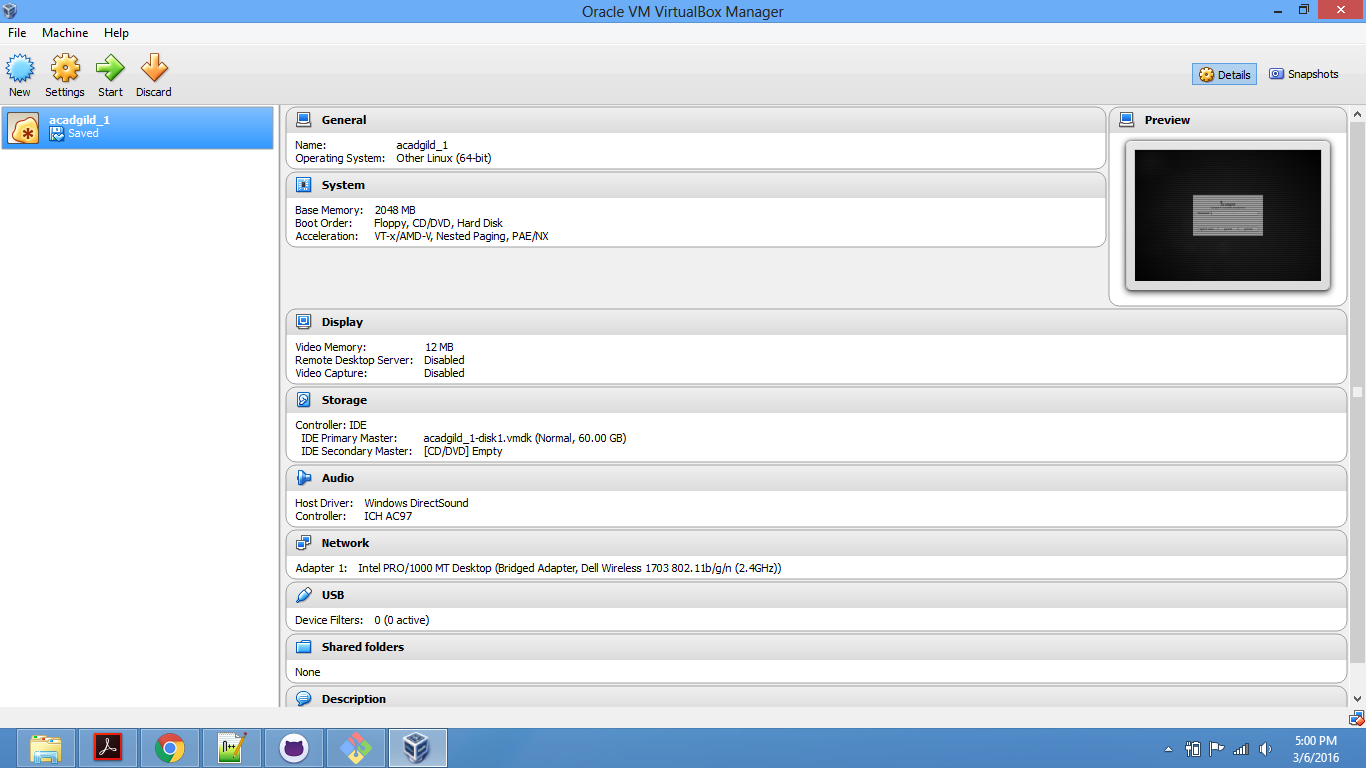 Oracle VM VirtualBox Manager
File Machine Help
New Settings Start Discard
Details Snapshots
acadgild_1
Saved
General
Name: acadgild_1
Operating System: Other Linux (64-bit)
System
Base Memory: 2048 MB
Boot Order: Floppy, CD/DVD, Hard Disk
Acceleration: VT-x/AMD-V, Nested Paging, PAE/NX
Preview
Display
Video Memory: 12 MB
Remote Desktop Server: Disabled
Video Capture: Disabled
Storage
Controller: IDE
IDE Primary Master: acadgild_1-disk1.vmdk (Normal, 60.00 GB)
IDE Secondary Master: [CD/DVD] Empty
Audio
Host Driver: Windows DirectSound
Controller: ICH AC97
Network
Adapter 1: Intel PRO/1000 MT Desktop (Bridged Adapter, Dell Wireless 1703 802.11b/g/n (2.4GHz))
USB
Device Filters: 0 (0 active)
Shared folders
None
Description
N++
5:00 PM
3/6/2016